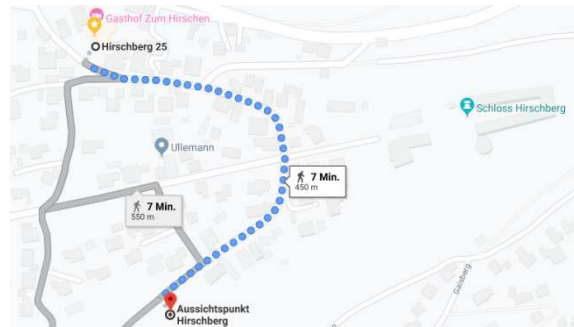 Gasthof Zum Hirschen
Hirschberg 25
Schloss Hirschberg
Ullemann
7 Min.
450 m
7 Min.
550 m
Gaisberg
Aussichtspunkt
Hirschberg